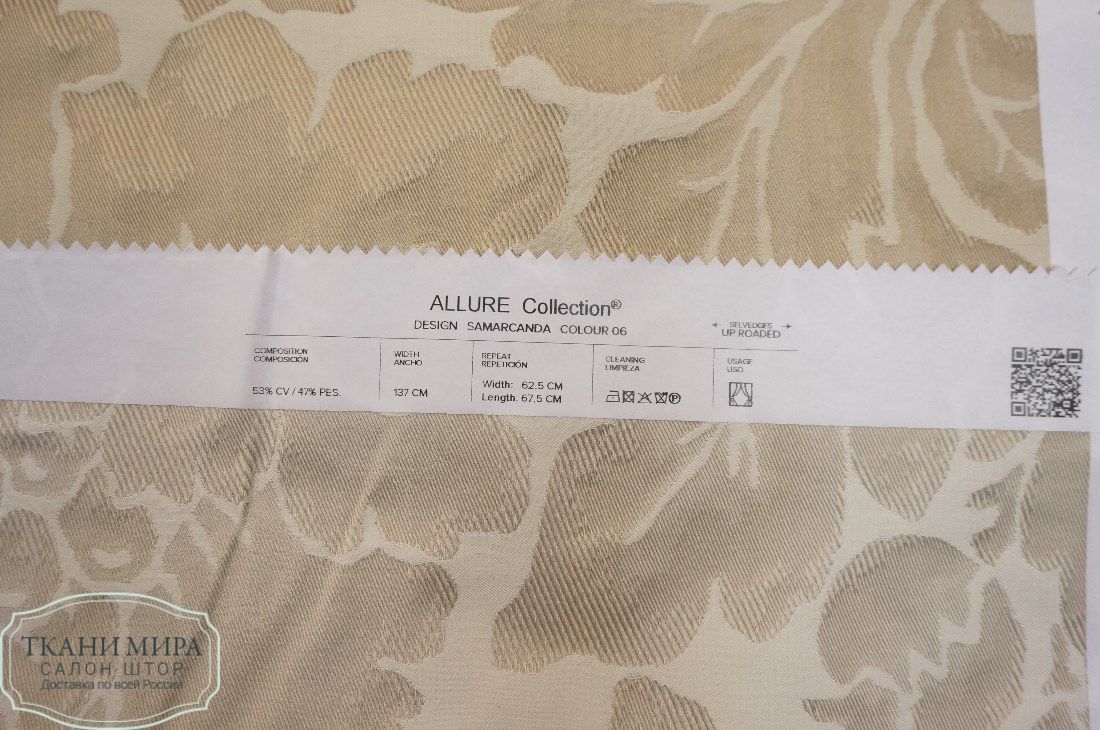 ALLURE Collection®
DESIGN SAMARCANDA COLOUR 06
SELVEDGES
UP ROADED
COMPOSITION
COMPOSICIÓN
53% CV / 47% PES.
WIDTH
ANCHO
137 CM
REPEAT
REPETICIÓN
Width: 62,5 CM
Length. 67,5 CM
CLEANING
LIMPIEZA
USAGE
USO
ТКАНИ МИРА
САЛОН ШТОР
Доставка по всей России